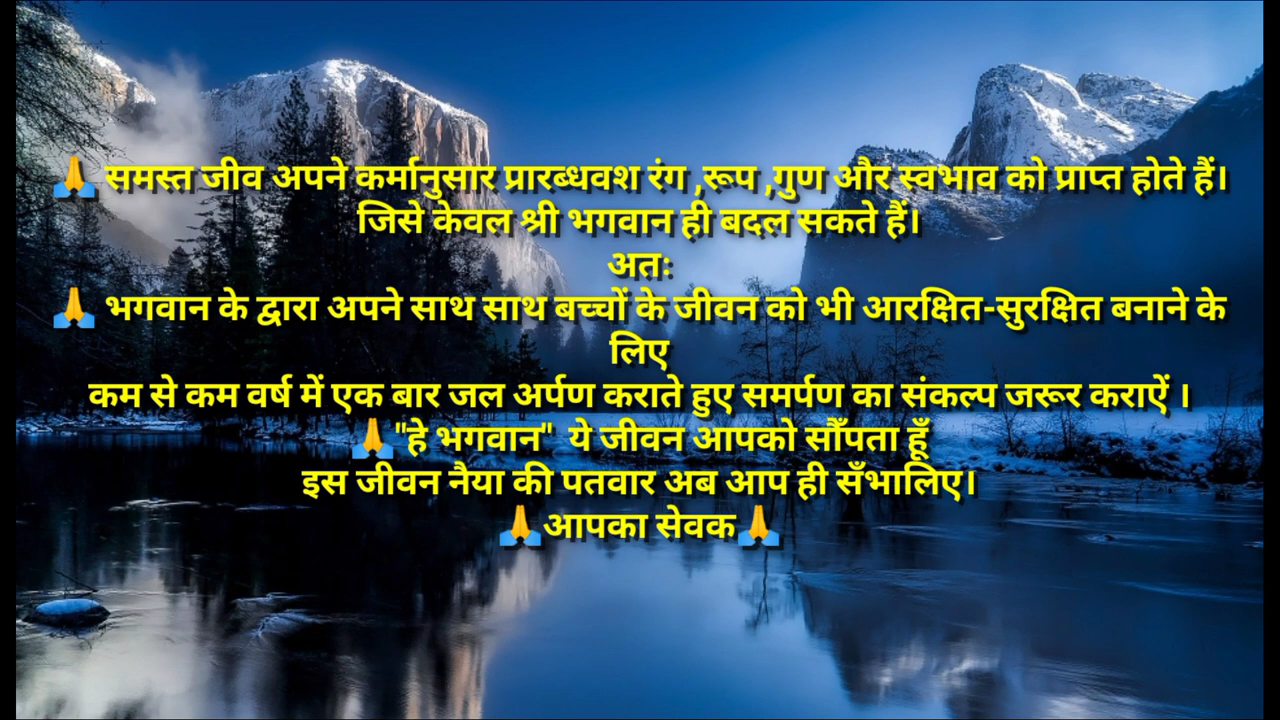 🙏 समस्त जीव अपने कर्मानुसार प्रारब्धवश रंग ,रूप ,गुण और स्वभाव को प्राप्त होते हैं।
जिसे केवल श्री भगवान ही बदल सकते हैं।
अतः
🙏 भगवान के द्वारा अपने साथ साथ बच्चों के जीवन को भी आरक्षित-सुरक्षित बनाने के
लिए
कम से कम वर्ष में एक बार जल अर्पण कराते हुए समर्पण का संकल्प जरूर कराऐं ।
🙏"हे भगवान"  ये जीवन आपको सौंपता हूँ
इस जीवन नैया की पतवार अब आप ही सँभालिए।
🙏आपका सेवक🙏